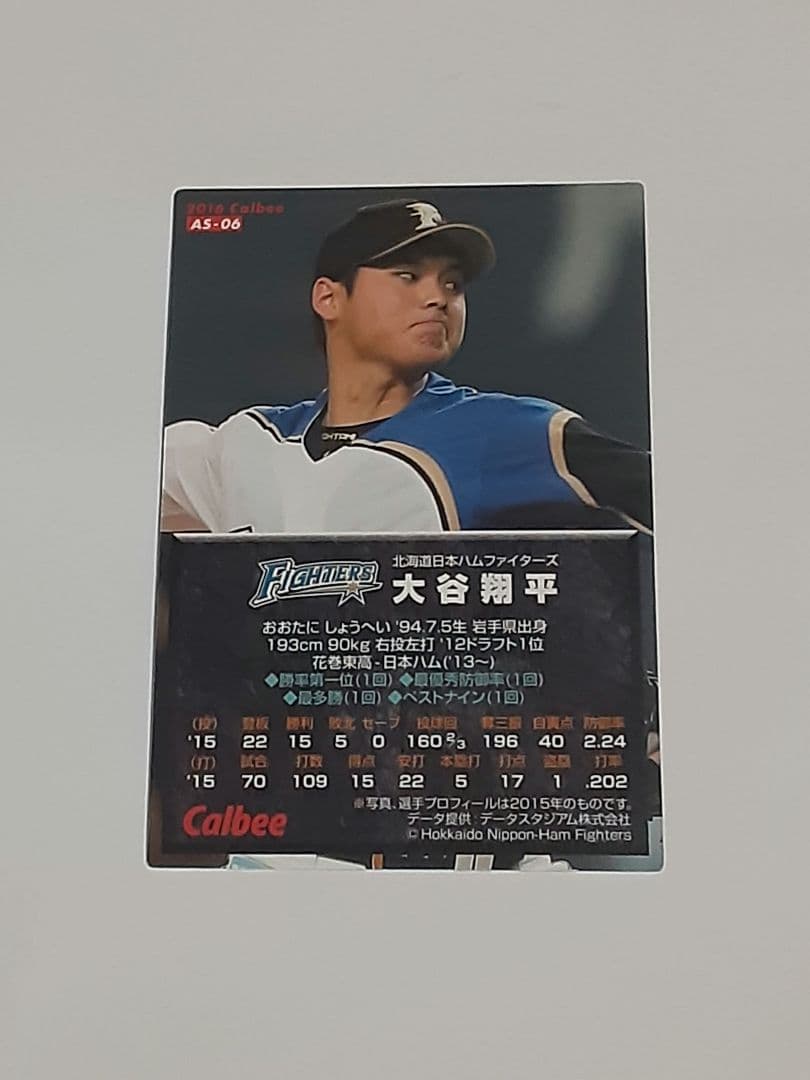 2016 Calbee
AS-06
FIGHTERS
北海道日本ハムファイターズ
大谷翔平
おおたに しょうへい '94.7.5生 岩手県出身
193cm 90kg 右投左打 '12ドラフト1位
花巻東高-日本ハム('13～)
◆勝率第一位(1回) ◆最優秀防御率(1回)
◆最多勝(1回) ◆ベストナイン(1回)
(投) 登板 勝利 敗北 セーブ 投球回 奪三振 自責点 防御率
'15 22 15 5 0 160 2/3 196 40 2.24
(打) 試合 打数 得点 安打 本塁打 打点 盗塁 打率
'15 70 109 15 22 5 17 1 .202
※写真、選手プロフィールは2015年のものです。
Calbee
データ提供：データスタジアム株式会社
© Hokkaido Nippon-Ham Fighters